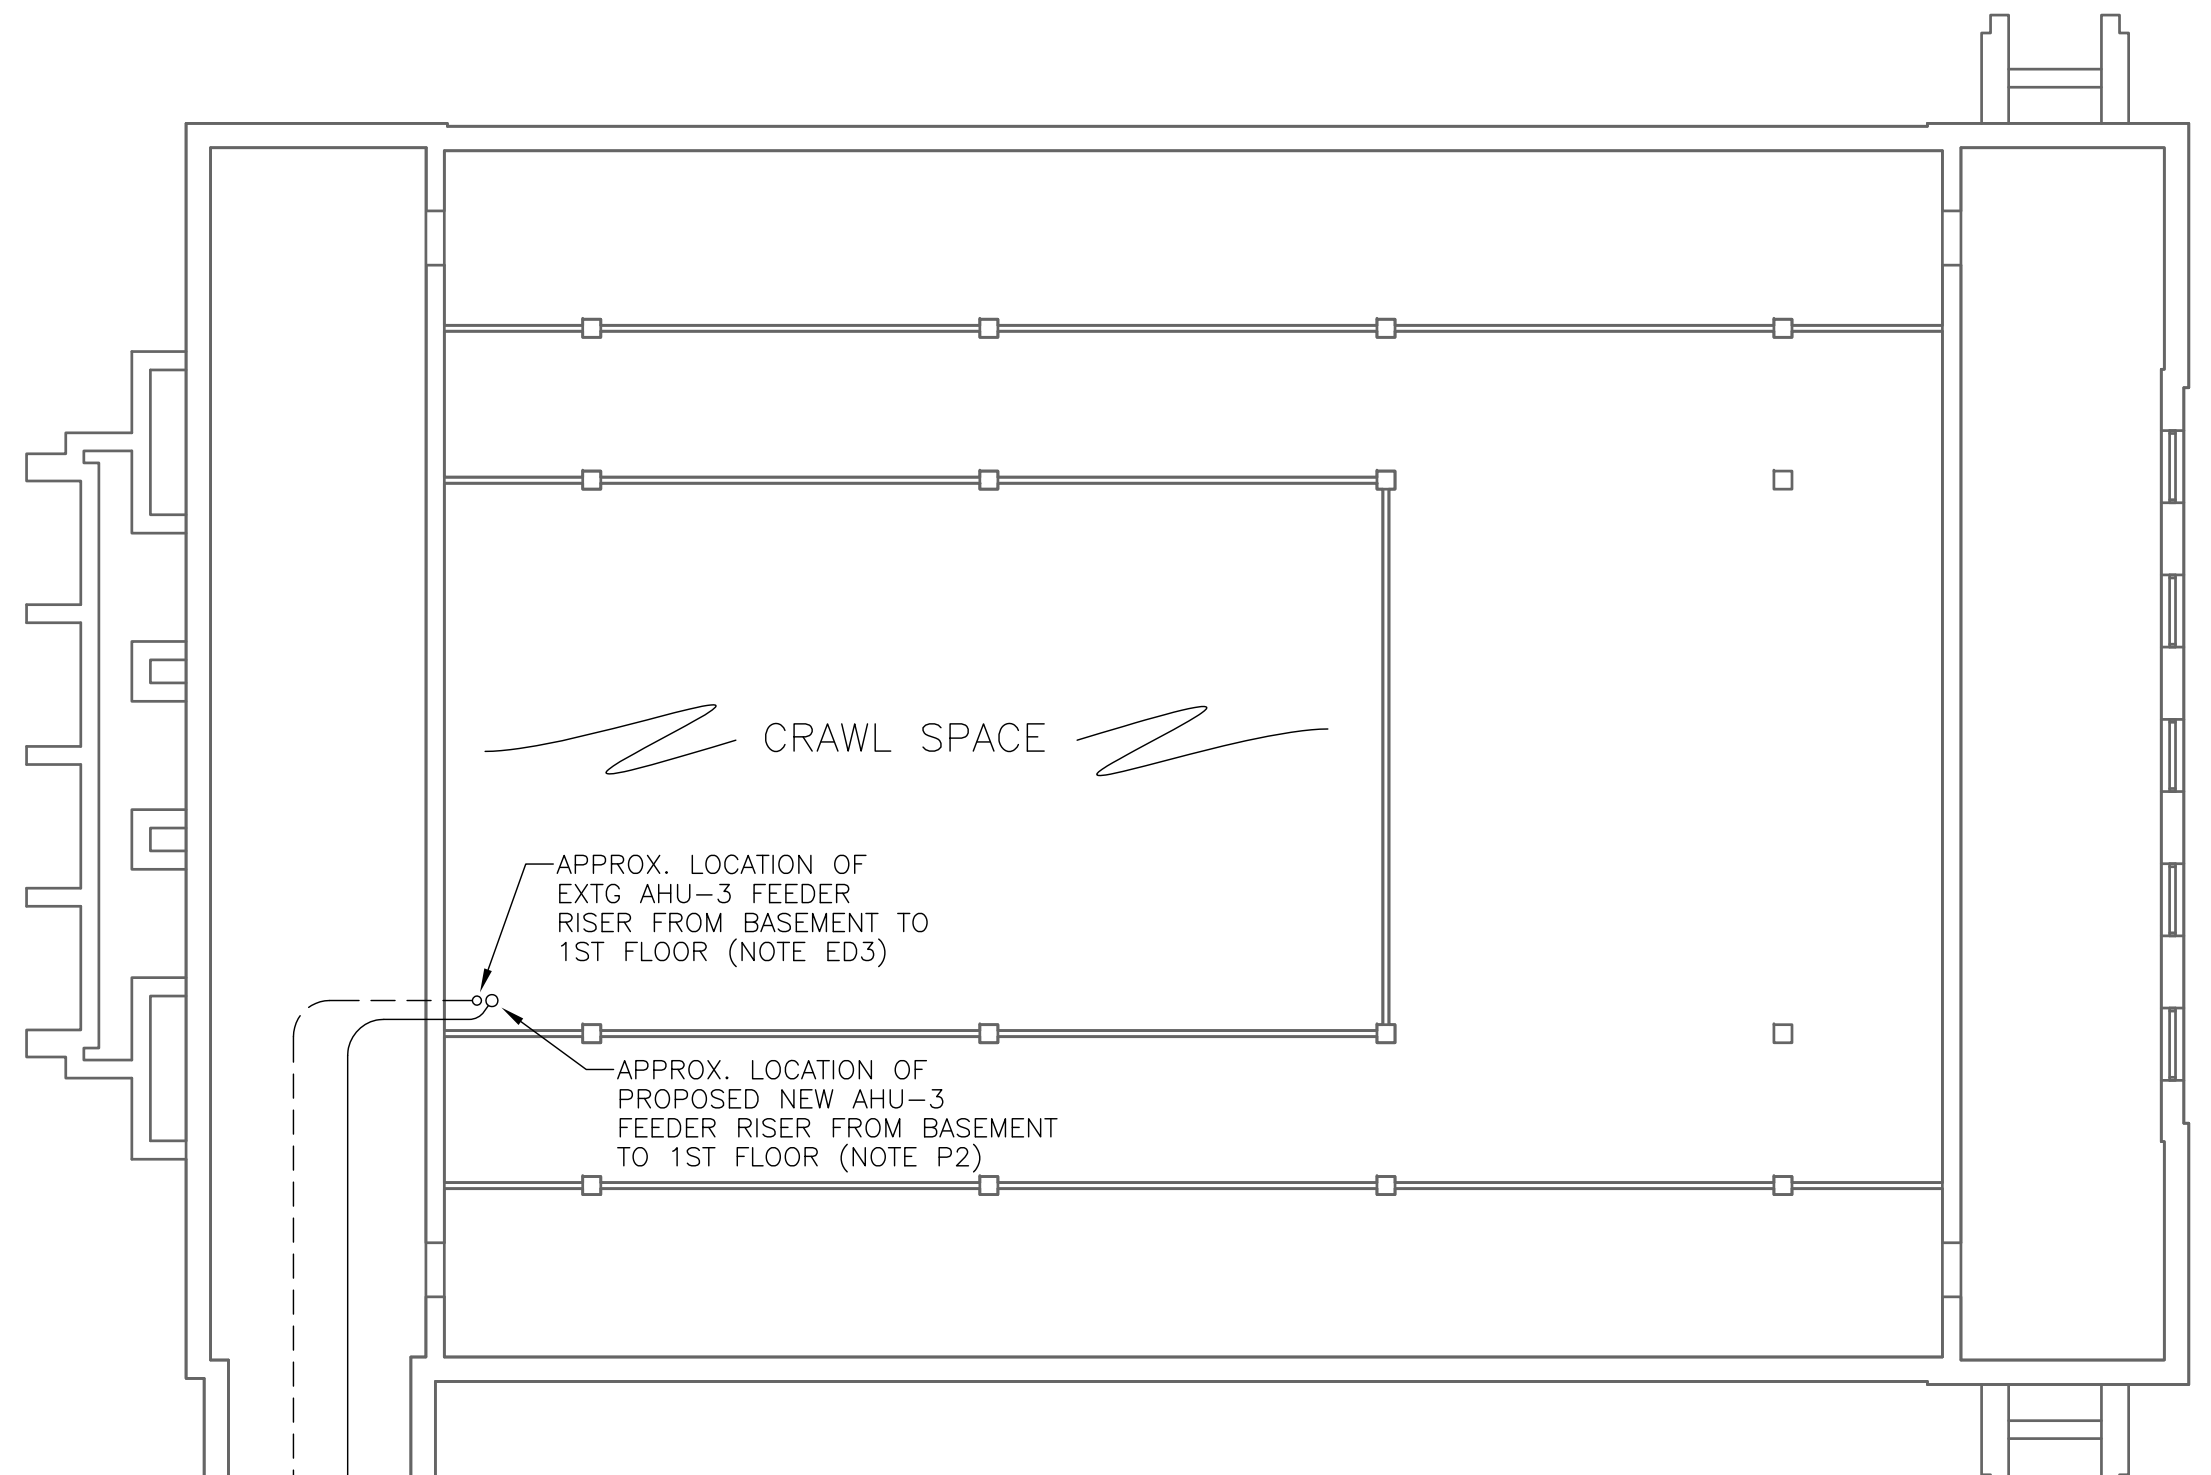 CRAWL SPACE
APPROX. LOCATION OF
EXTG AHU-3 FEEDER
RISER FROM BASEMENT TO
1ST FLOOR (NOTE ED3)
APPROX. LOCATION OF
PROPOSED NEW AHU-3
FEEDER RISER FROM BASEMENT
TO 1ST FLOOR (NOTE P2)